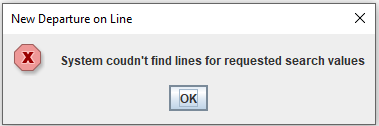 New Departure on Line
System coudn't find lines for requested search values
OK